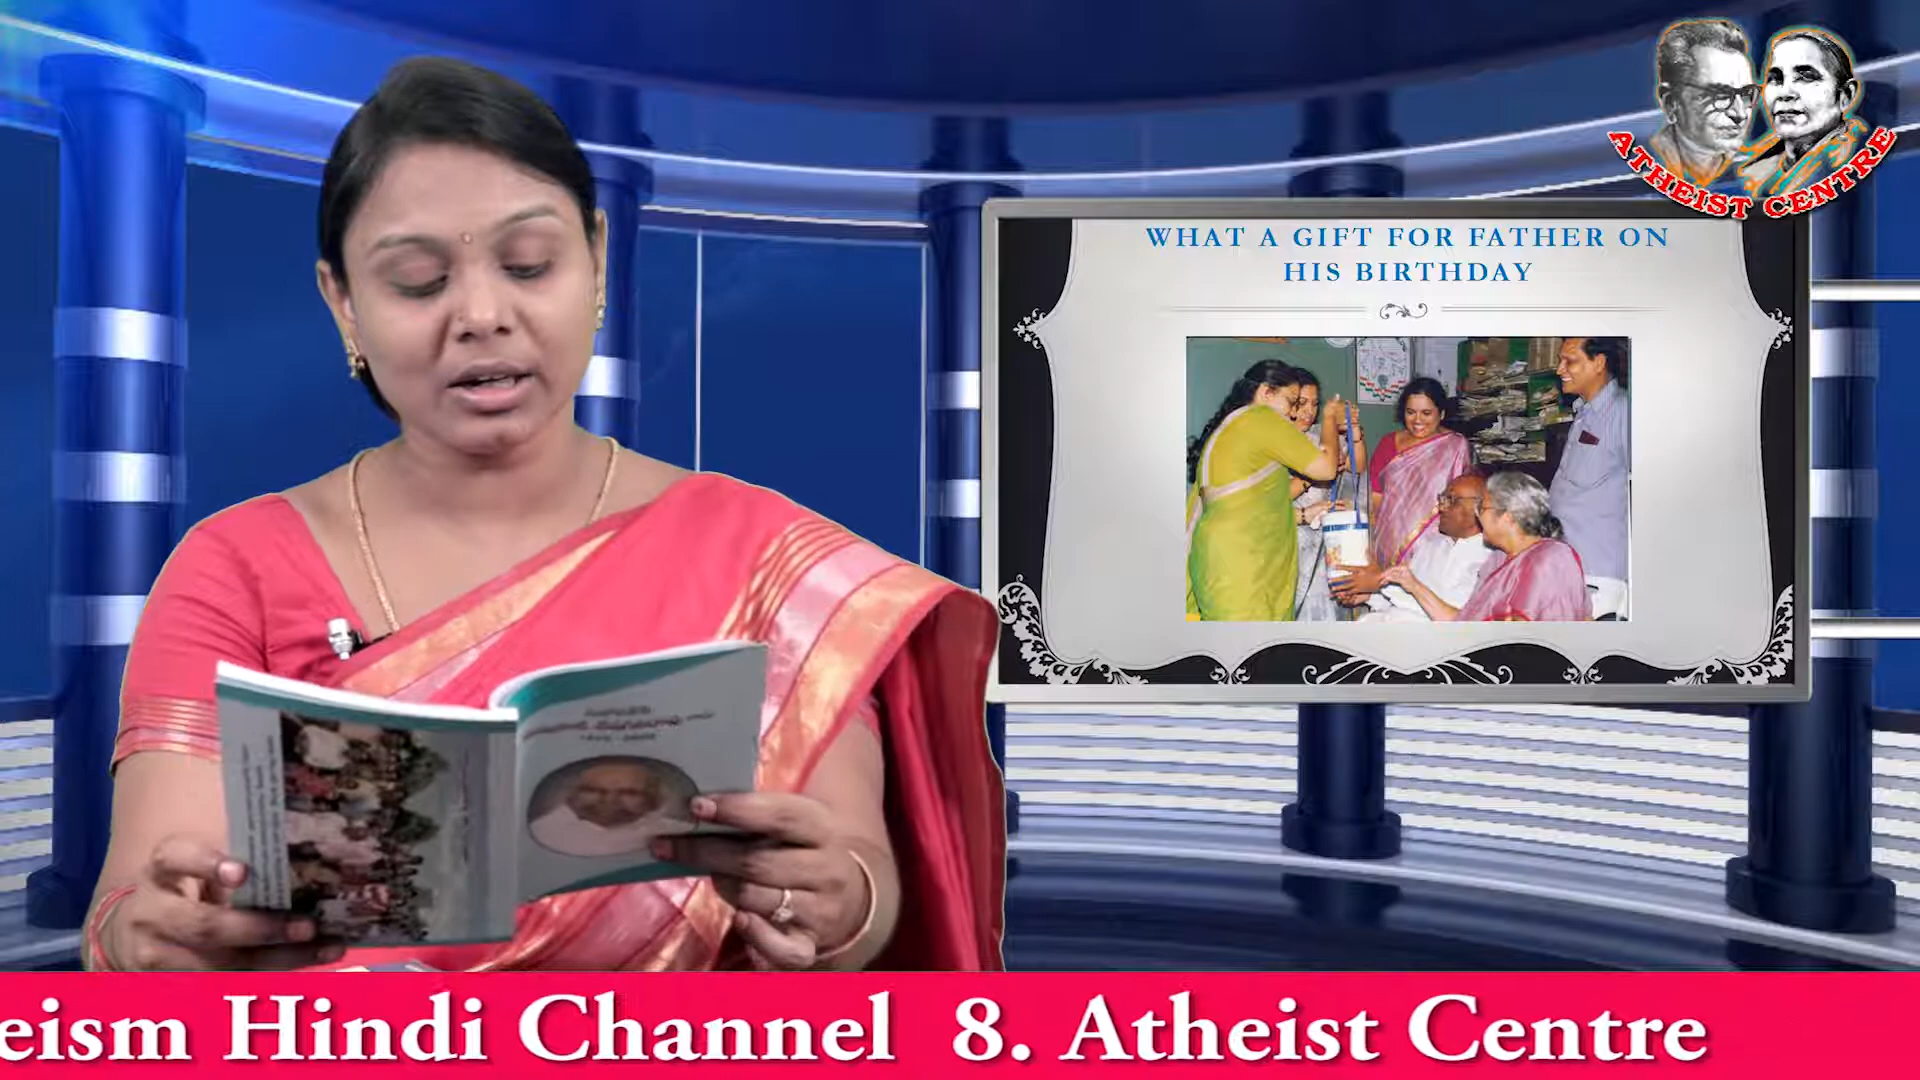 ATHEIST CENTRE
WHAT A GIFT FOR FATHER ON
HIS BIRTHDAY
eism Hindi Channel 8. Atheist Centre